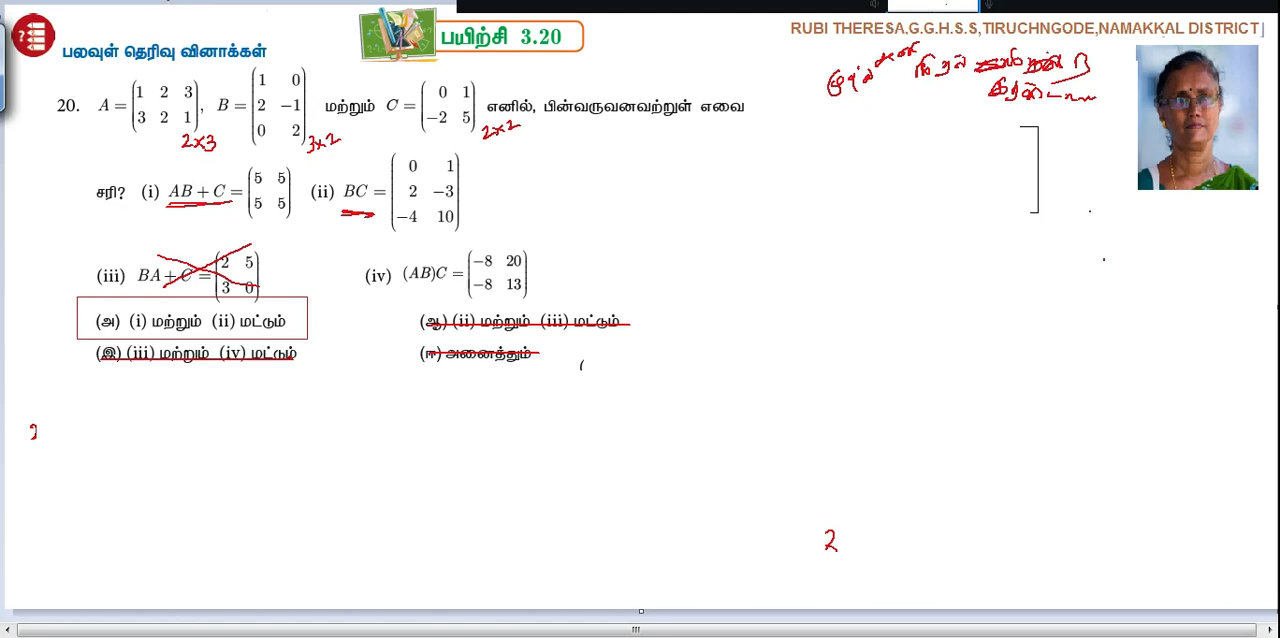 RUBI THERESA,G.G.H.S.S,TIRUCHNGODE,NAMAKKAL DISTRICT
பலவுள் தெரிவு வினாக்கள்
பயிற்சி 3.20
20. A = (1 2 3; 3 2 1), B = (1 0; 2 −1; 0 2) மற்றும் C = (0 1; −2 5) எனில், பின்வருவனவற்றுள் எவை
2×3 3×2 2×2
சரி? (i) AB + C = (5 5; 5 5) (ii) BC = (0 1; 2 −3; −4 10)
(iii) BA + C = (2 5; 3 0) (iv) (AB)C = (−8 20; −8 13)
(அ) (i) மற்றும் (ii) மட்டும் (ஆ) (ii) மற்றும் (iii) மட்டும்
(இ) (iii) மற்றும் (iv) மட்டும் (ஈ) அனைத்தும்
2